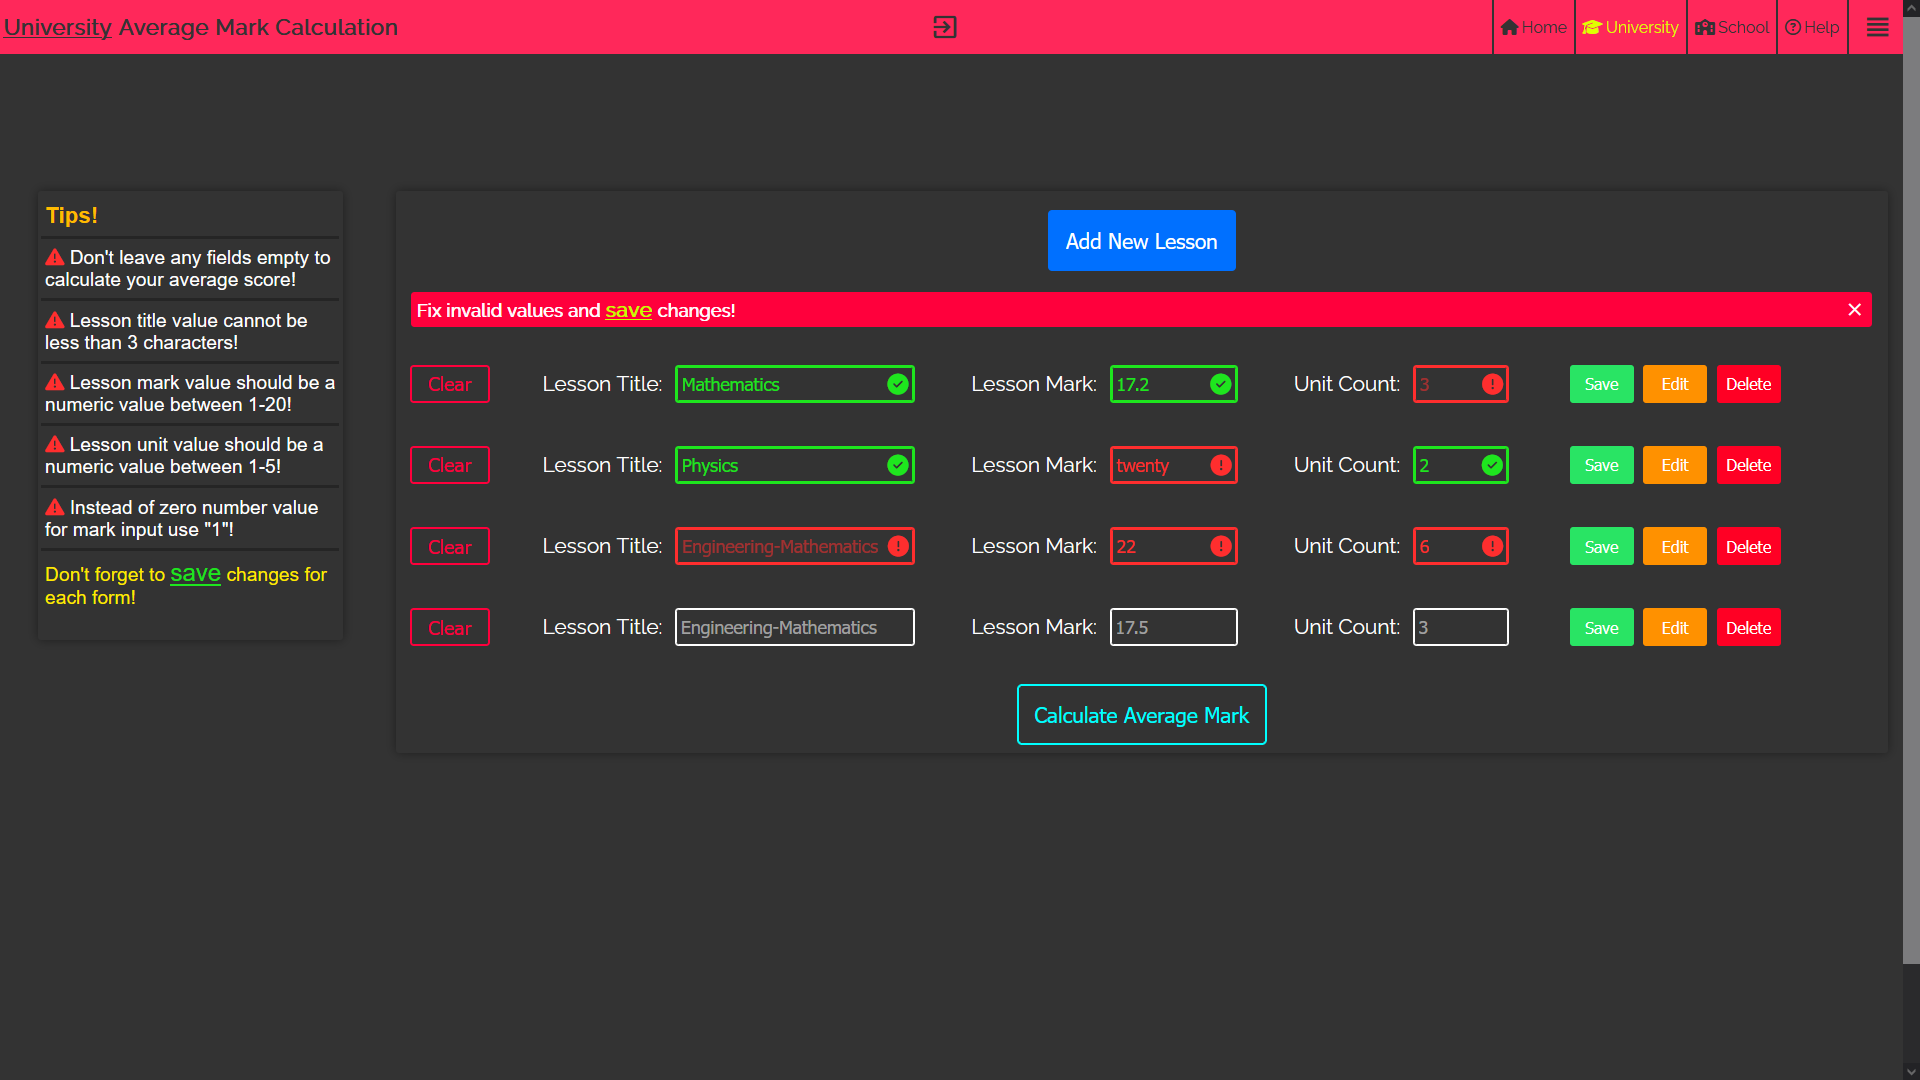 University Average Mark Calculation
Home
University
School
Help
Tips!
Don't leave any fields empty to
calculate your average score!
Lesson title value cannot be
less than 3 characters!
Lesson mark value should be a
numeric value between 1-20!
Lesson unit value should be a
numeric value between 1-5!
Instead of zero number value
for mark input use "1"!
Don't forget to save changes for
each form!
Add New Lesson
Fix invalid values and save changes!
Clear Lesson Title: Mathematics Lesson Mark: 17.2 Unit Count: 3 Save Edit Delete
Clear Lesson Title: Physics Lesson Mark: twenty Unit Count: 2 Save Edit Delete
Clear Lesson Title: Engineering-Mathematics Lesson Mark: 22 Unit Count: 6 Save Edit Delete
Clear Lesson Title: Engineering-Mathematics Lesson Mark: 17.5 Unit Count: 3 Save Edit Delete
Calculate Average Mark